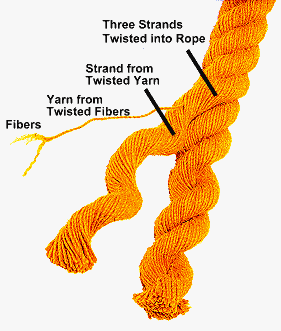 Three Strands
Twisted into Rope
Strand from
Twisted Yarn
Yarn from
Twisted Fibers
Fibers